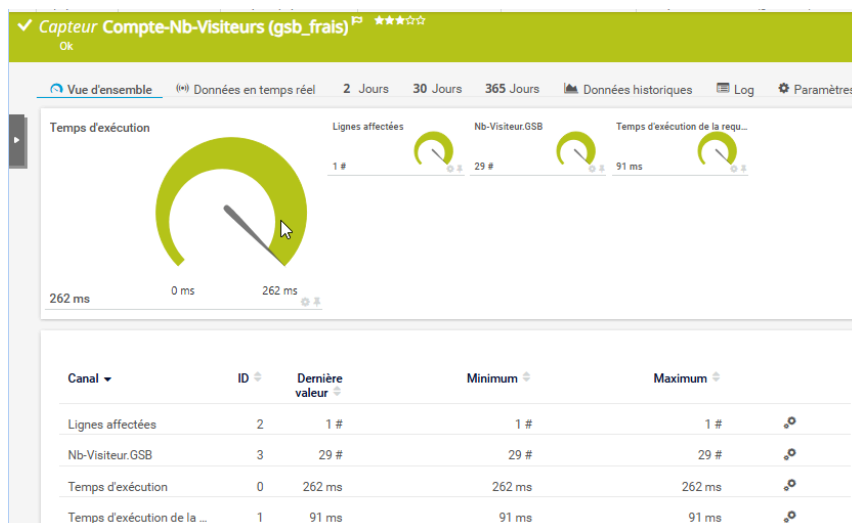 Capteur Compte-Nb-Visiteurs (gsb_frais)
Ok
Vue d'ensemble Données en temps réel 2 Jours 30 Jours 365 Jours Données historiques Log Paramètres
Temps d'exécution
Lignes affectées
Nb-Visiteur.GSB
Temps d'exécution de la requ...
1 #
29 #
91 ms
0 ms
262 ms
262 ms
Canal ID Dernière valeur Minimum Maximum
Lignes affectées 2 1 # 1 # 1 #
Nb-Visiteur.GSB 3 29 # 29 # 29 #
Temps d'exécution 0 262 ms 262 ms 262 ms
Temps d'exécution de la ... 1 91 ms 91 ms 91 ms